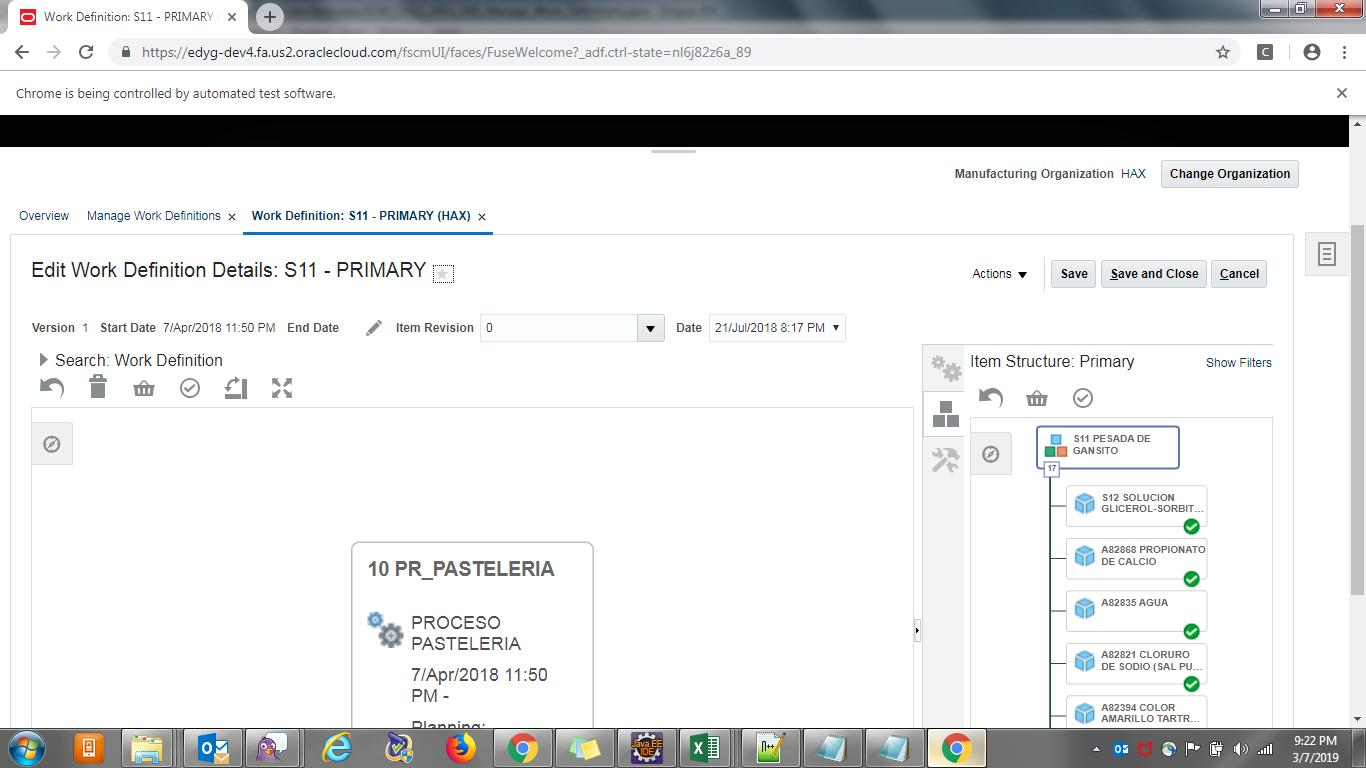 Work Definition: S11 - PRIMARY
https://edyg-dev4.fa.us2.oraclecloud.com/fscmUI/faces/FuseWelcome?_adf.ctrl-state=nl6j82z6a_89
C
Chrome is being controlled by automated test software.
Manufacturing Organization HAX Change Organization
Overview Manage Work Definitions Work Definition: S11 - PRIMARY (HAX)
Edit Work Definition Details: S11 - PRIMARY
Actions Save Save and Close Cancel
Version 1 Start Date 7/Apr/2018 11:50 PM End Date Item Revision 0 Date 21/Jul/2018 8:17 PM
Search: Work Definition
Item Structure: Primary Show Filters
S11 PESADA DE
GANSITO
17
S12 SOLUCION
GLICEROL-SORBIT...
A82868 PROPIONATO
DE CALCIO
A82835 AGUA
A82821 CLORURO
DE SODIO (SAL PU...
A82394 COLOR
AMARILLO TARTR...
10 PR_PASTELERIA
PROCESO
PASTELERIA
7/Apr/2018 11:50
PM -
Planning:
Java EE
IDE
9:22 PM
3/7/2019